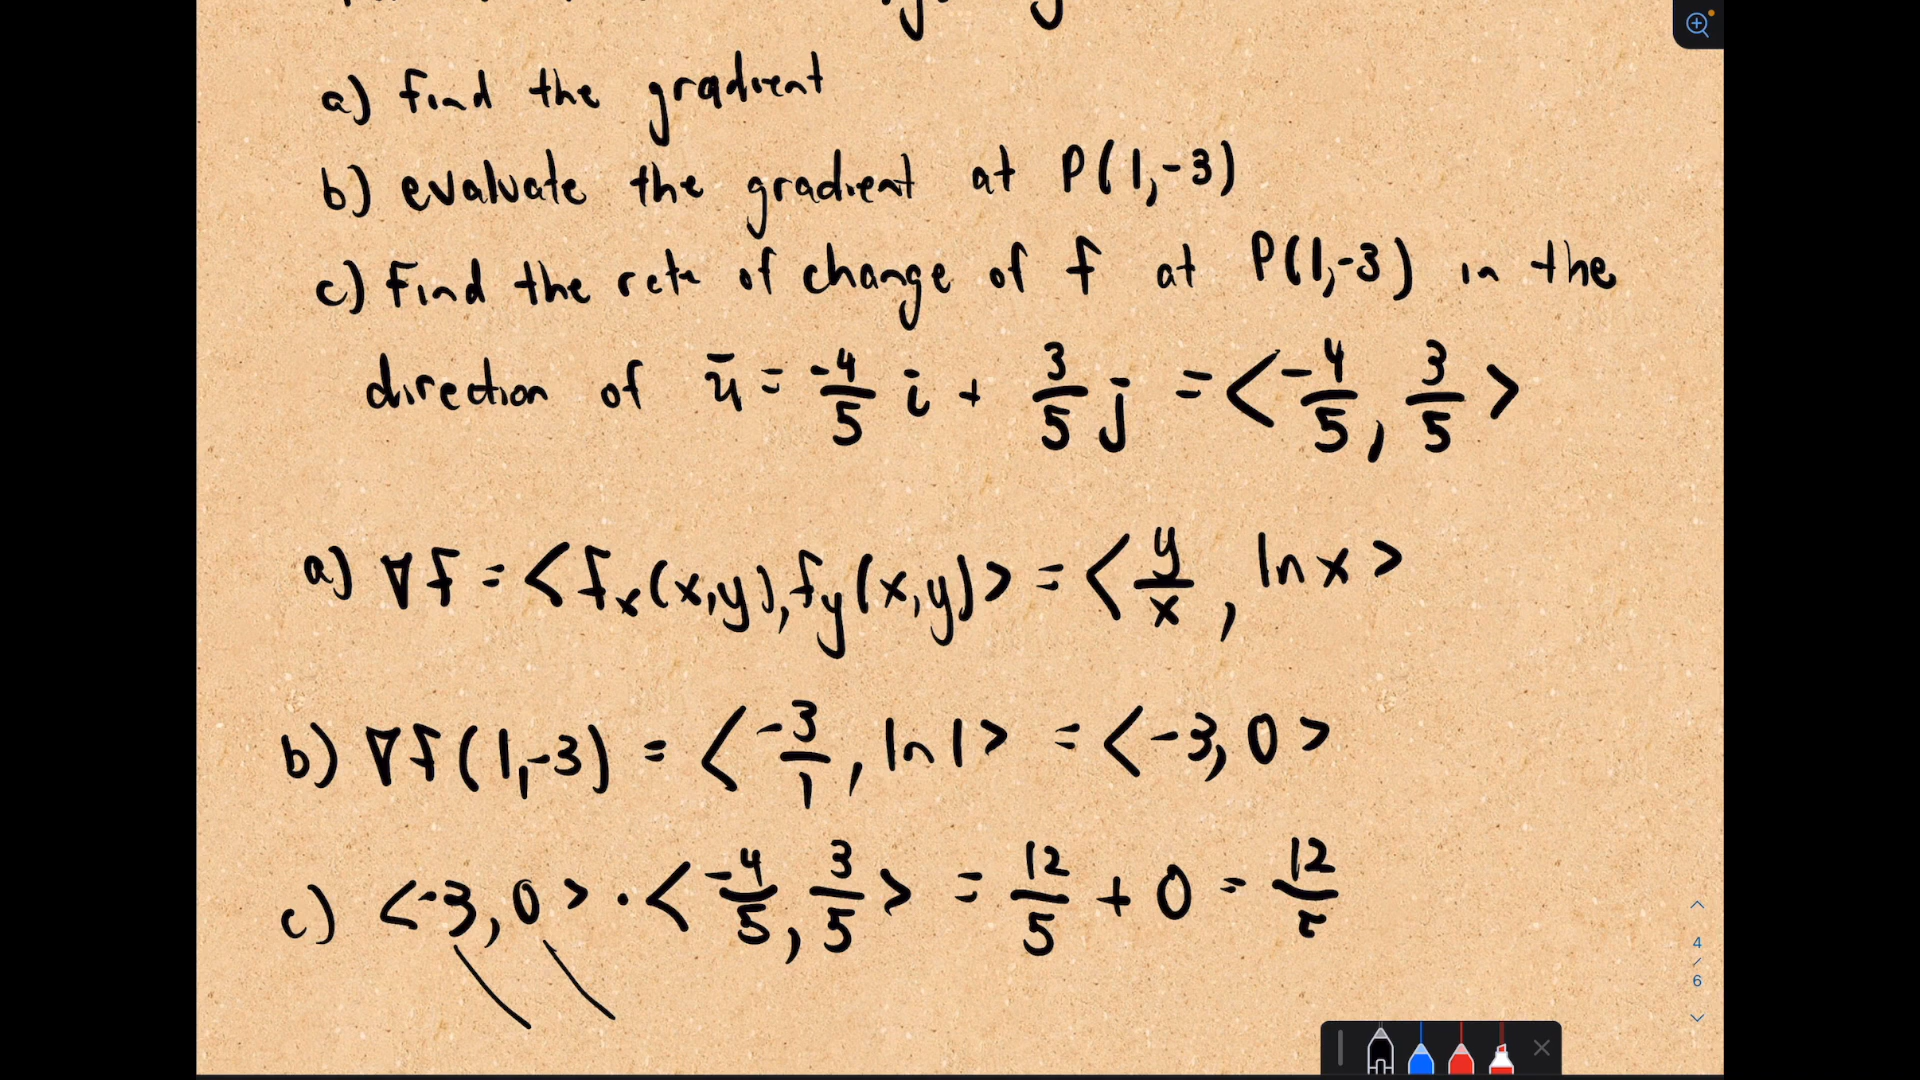 a) find the gradient
b) evaluate the gradient at P(1,-3)
c) Find the rate of change of f at P(1,-3) in the
direction of ū = -4/5 i + 3/5 j = < -4/5 , 3/5 >
a) ∇f = <fx(x,y), fy(x,y)> = < y/x , ln x >
b) ∇f(1,-3) = < -3/1 , ln 1 > = <-3, 0>
c) <-3, 0> · < -4/5 , 3/5 > = 12/5 + 0 = 12/5
4
/
6